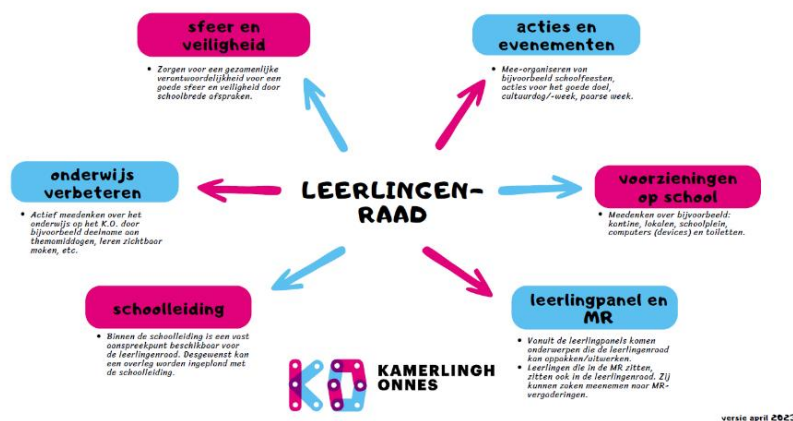 sfeer en
veiligheid
• Zorgen voor een gezamenlijke
verantwoordelijkheid voor een
goede sfeer en veiligheid door
schoolbrede afspraken.
acties en
evenementen
• Mee-organiseren van
bijvoorbeeld schoolfeesten,
acties voor het goede doel,
cultuurdag/-week, paarse week.
onderwijs
verbeteren
• Actief meedenken over het
onderwijs op het K.O. door
bijvoorbeeld deelname aan
themamiddagen, leren zichtbaar
maken, etc.
LEERLINGEN-
RAAD
voorzieningen
op school
• Meedenken over bijvoorbeeld:
kantine, lokalen, schoolplein,
computers (devices) en toiletten.
schoolleiding
• Binnen de schoolleiding is een vast
aanspreekpunt beschikbaar voor
de leerlingenraad. Desgewenst kan
een overleg worden ingepland met
de schoolleiding.
leerlingpanel en
MR
• Vanuit de leerlingpanels komen
onderwerpen die de leerlingenraad
kan oppakken/uitwerken.
• Leerlingen die in de MR zitten,
zitten ook in de leerlingenraad. Zij
kunnen zaken meenemen naar MR-
vergaderingen.
KO
KAMERLINGH
ONNES
versie april 2023